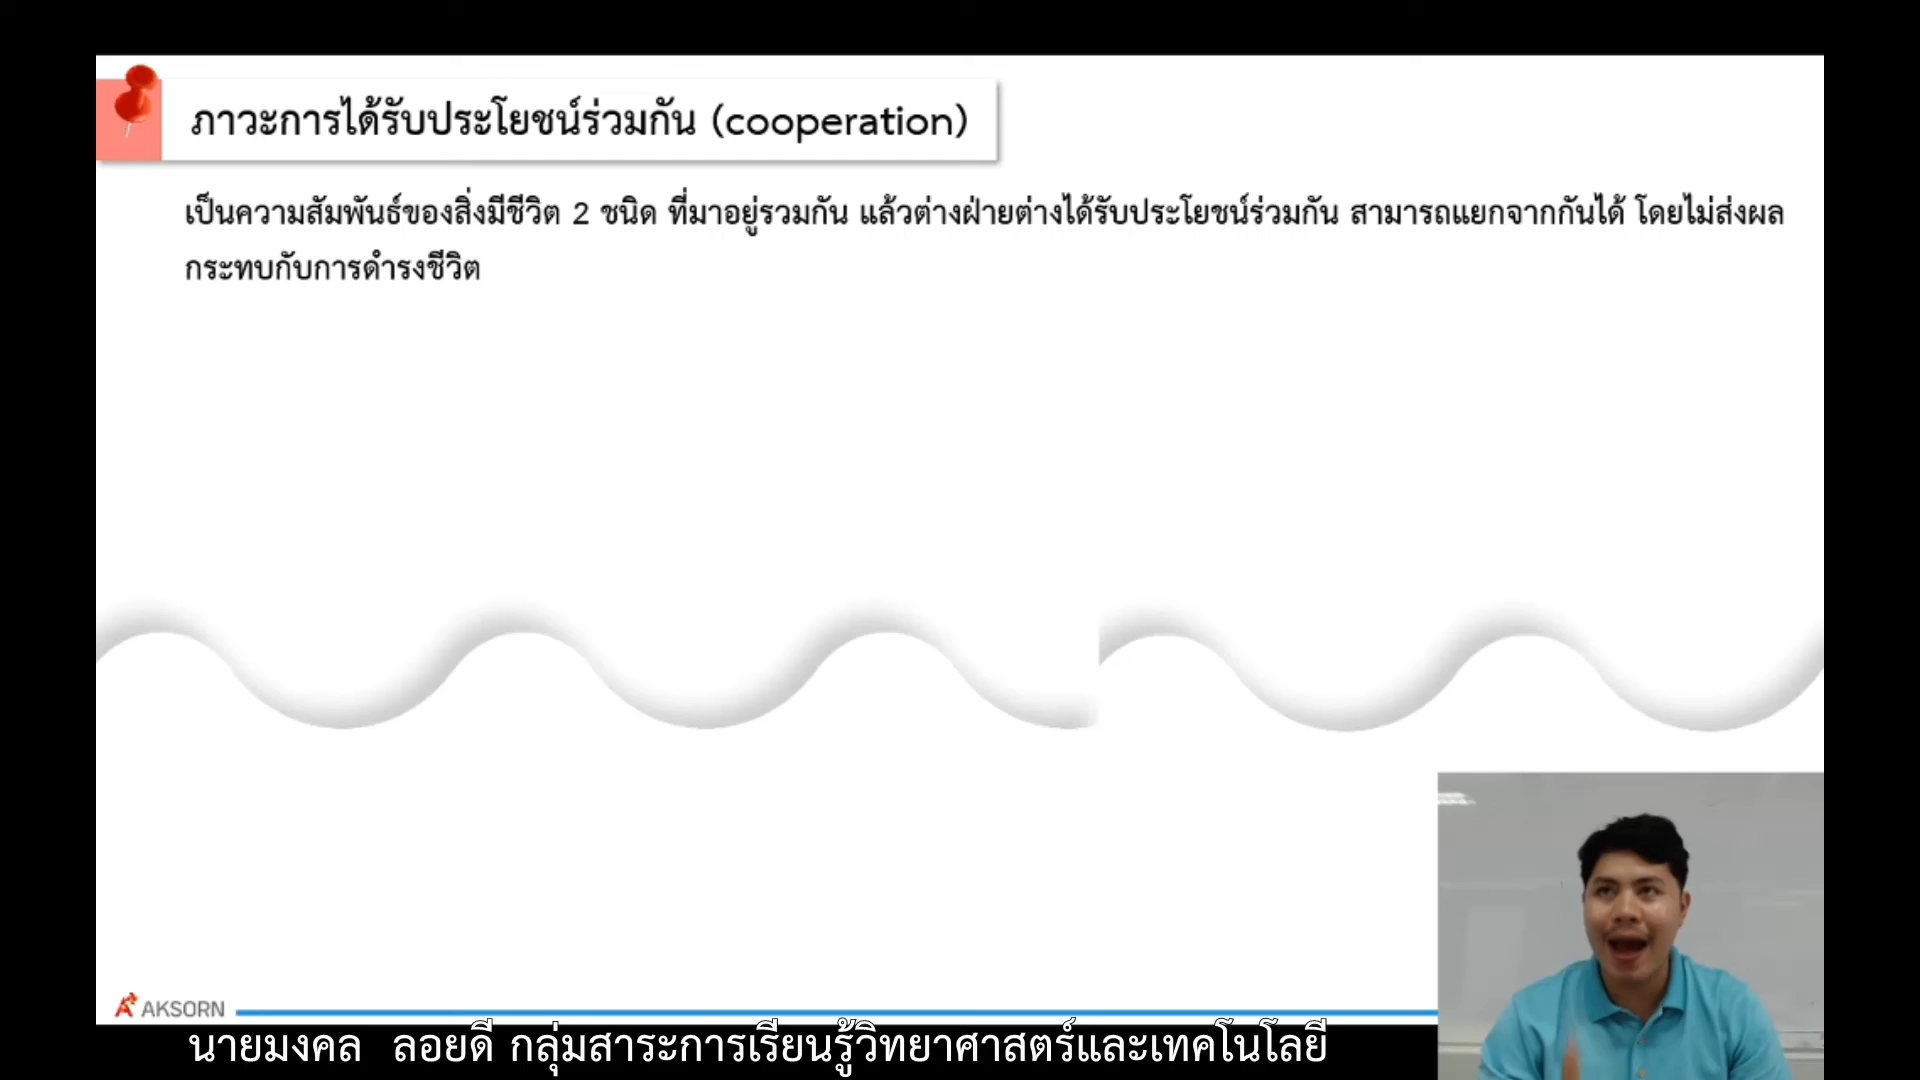 ภาวะการได้รับประโยชน์ร่วมกัน (cooperation)
เป็นความสัมพันธ์ของสิ่งมีชีวิต 2 ชนิด ที่มาอยู่รวมกัน แล้วต่างฝ่ายต่างได้รับประโยชน์ร่วมกัน สามารถแยกจากกันได้ โดยไม่ส่งผล
กระทบกับการดำรงชีวิต
AKSORN
นายมงคล ลอยดี กลุ่มสาระการเรียนรู้วิทยาศาสตร์และเทคโนโลยี